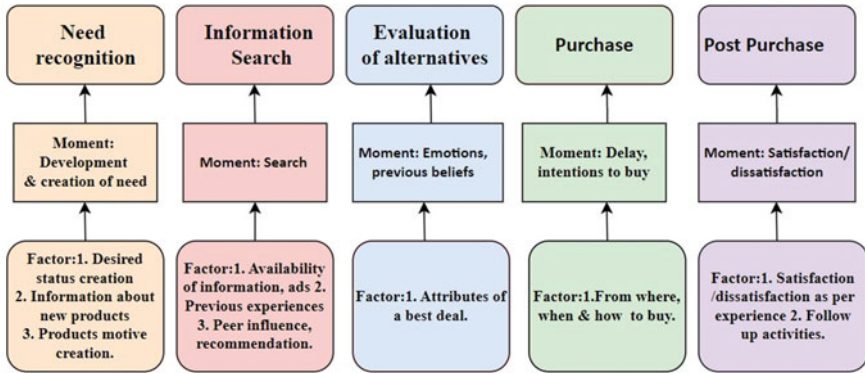 Need
recognition
Information
Search
Evaluation
of alternatives
Purchase
Post Purchase
Moment:
Development
& creation of need
Moment: Search
Moment: Emotions,
previous beliefs
Moment: Delay,
intentions to buy
Moment: Satisfaction/
dissatisfaction
Factor:1. Desired
status creation
2. Information about
new products
3. Products motive
creation.
Factor:1. Availability
of information, ads 2.
Previous experiences
3. Peer influence,
recommendation.
Factor:1. Attributes of
a best deal.
Factor:1.From where,
when & how to buy.
Factor:1. Satisfaction
/dissatisfaction as per
experience 2. Follow
up activities.